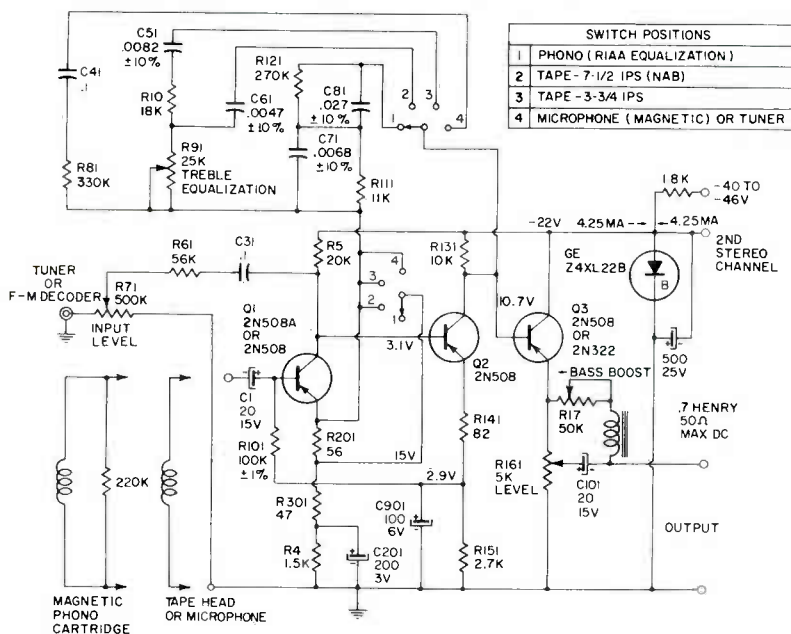 SWITCH POSITIONS
1 PHONO (RIAA EQUALIZATION)
2 TAPE - 7-1/2 IPS (NAB)
3 TAPE - 3-3/4 IPS
4 MICROPHONE (MAGNETIC) OR TUNER
C51
.0082
±10%
C41
.1
R10
18K
C61
.0047
±10%
R121
270K
C81
.027
±10%
C71
.0068
±10%
2
3
1
4
R81
330K
R91
25K
TREBLE
EQUALIZATION
R111
11K
1.8K
-40 TO
-46V
-22V
4.25MA
4.25MA
2ND
STEREO
CHANNEL
R61
56K
C31
.1
R5
20K
4
3
2
1
R131
10K
GE
Z4XL22B
B
TUNER
OR
F-M DECODER
R71
500K
INPUT
LEVEL
Q1
2N508A
OR
2N508
3.1V
Q2
2N508
10.7V
Q3
2N508
OR
2N322
500
25V
BASS BOOST
R17
50K
.7 HENRY
50Ω
MAX DC
C1
20
15V
R101
100K
±1%
R201
56
15V
R141
82
2.9V
R161
5K
LEVEL
C101
20
15V
220K
R301
47
C901
100
6V
R4
1.5K
C201
200
3V
R151
2.7K
OUTPUT
MAGNETIC
PHONO
CARTRIDGE
TAPE HEAD
OR MICROPHONE